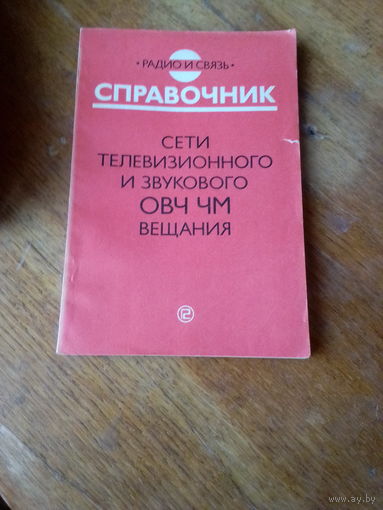 • РАДИО И СВЯЗЬ •
СПРАВОЧНИК
СЕТИ
ТЕЛЕВИЗИОННОГО
И ЗВУКОВОГО
ОВЧ ЧМ
ВЕЩАНИЯ
www.ay.by